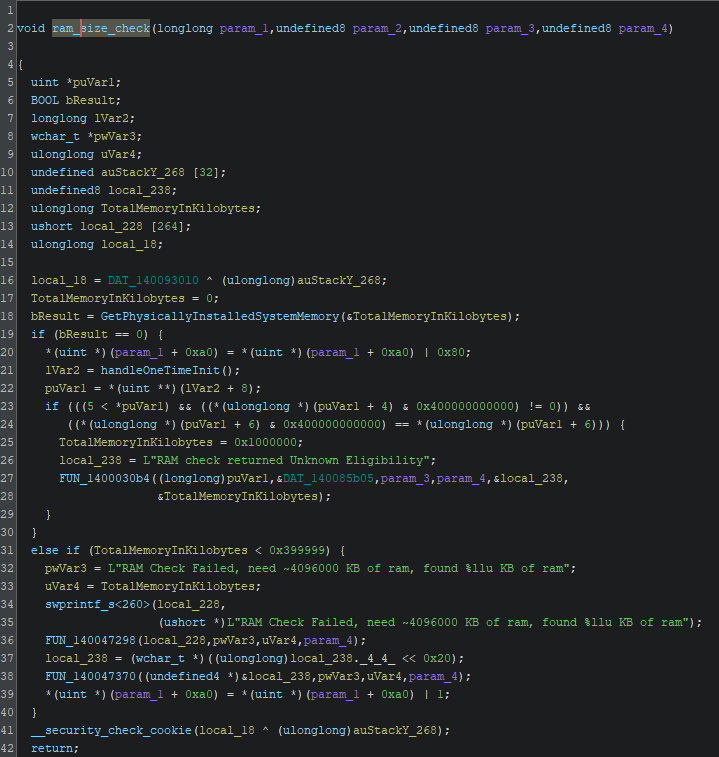 1
2 void ram_size_check(longlong param_1,undefined8 param_2,undefined8 param_3,undefined8 param_4)
3
4 {
5   uint *puVar1;
6   BOOL bResult;
7   longlong lVar2;
8   wchar_t *pwVar3;
9   ulonglong uVar4;
10   undefined auStackY_268 [32];
11   undefined8 local_238;
12   ulonglong TotalMemoryInKilobytes;
13   ushort local_228 [264];
14   ulonglong local_18;
15
16   local_18 = DAT_140093010 ^ (ulonglong)auStackY_268;
17   TotalMemoryInKilobytes = 0;
18   bResult = GetPhysicallyInstalledSystemMemory(&TotalMemoryInKilobytes);
19   if (bResult == 0) {
20     *(uint *)(param_1 + 0xa0) = *(uint *)(param_1 + 0xa0) | 0x80;
21     lVar2 = handleOneTimeInit();
22     puVar1 = *(uint **)(lVar2 + 8);
23     if (((5 < *puVar1) && ((*(ulonglong *)(puVar1 + 4) & 0x400000000000) != 0)) &&
24        ((*(ulonglong *)(puVar1 + 6) & 0x400000000000) == *(ulonglong *)(puVar1 + 6))) {
25       TotalMemoryInKilobytes = 0x1000000;
26       local_238 = L"RAM check returned Unknown Eligibility";
27       FUN_1400030b4((longlong)puVar1,&DAT_140085b05,param_3,param_4,&local_238,
28                     &TotalMemoryInKilobytes);
29     }
30   }
31   else if (TotalMemoryInKilobytes < 0x399999) {
32     pwVar3 = L"RAM Check Failed, need ~4096000 KB of ram, found %llu KB of ram";
33     uVar4 = TotalMemoryInKilobytes;
34     swprintf_s<260>(local_228,
35                     (ushort *)L"RAM Check Failed, need ~4096000 KB of ram, found %llu KB of ram");
36     FUN_140047298(local_228,pwVar3,uVar4,param_4);
37     local_238 = (wchar_t *)((ulonglong)local_238._4_4_ << 0x20);
38     FUN_140047370((undefined4 *)&local_238,pwVar3,uVar4,param_4);
39     *(uint *)(param_1 + 0xa0) = *(uint *)(param_1 + 0xa0) | 1;
40   }
41   __security_check_cookie(local_18 ^ (ulonglong)auStackY_268);
42   return;